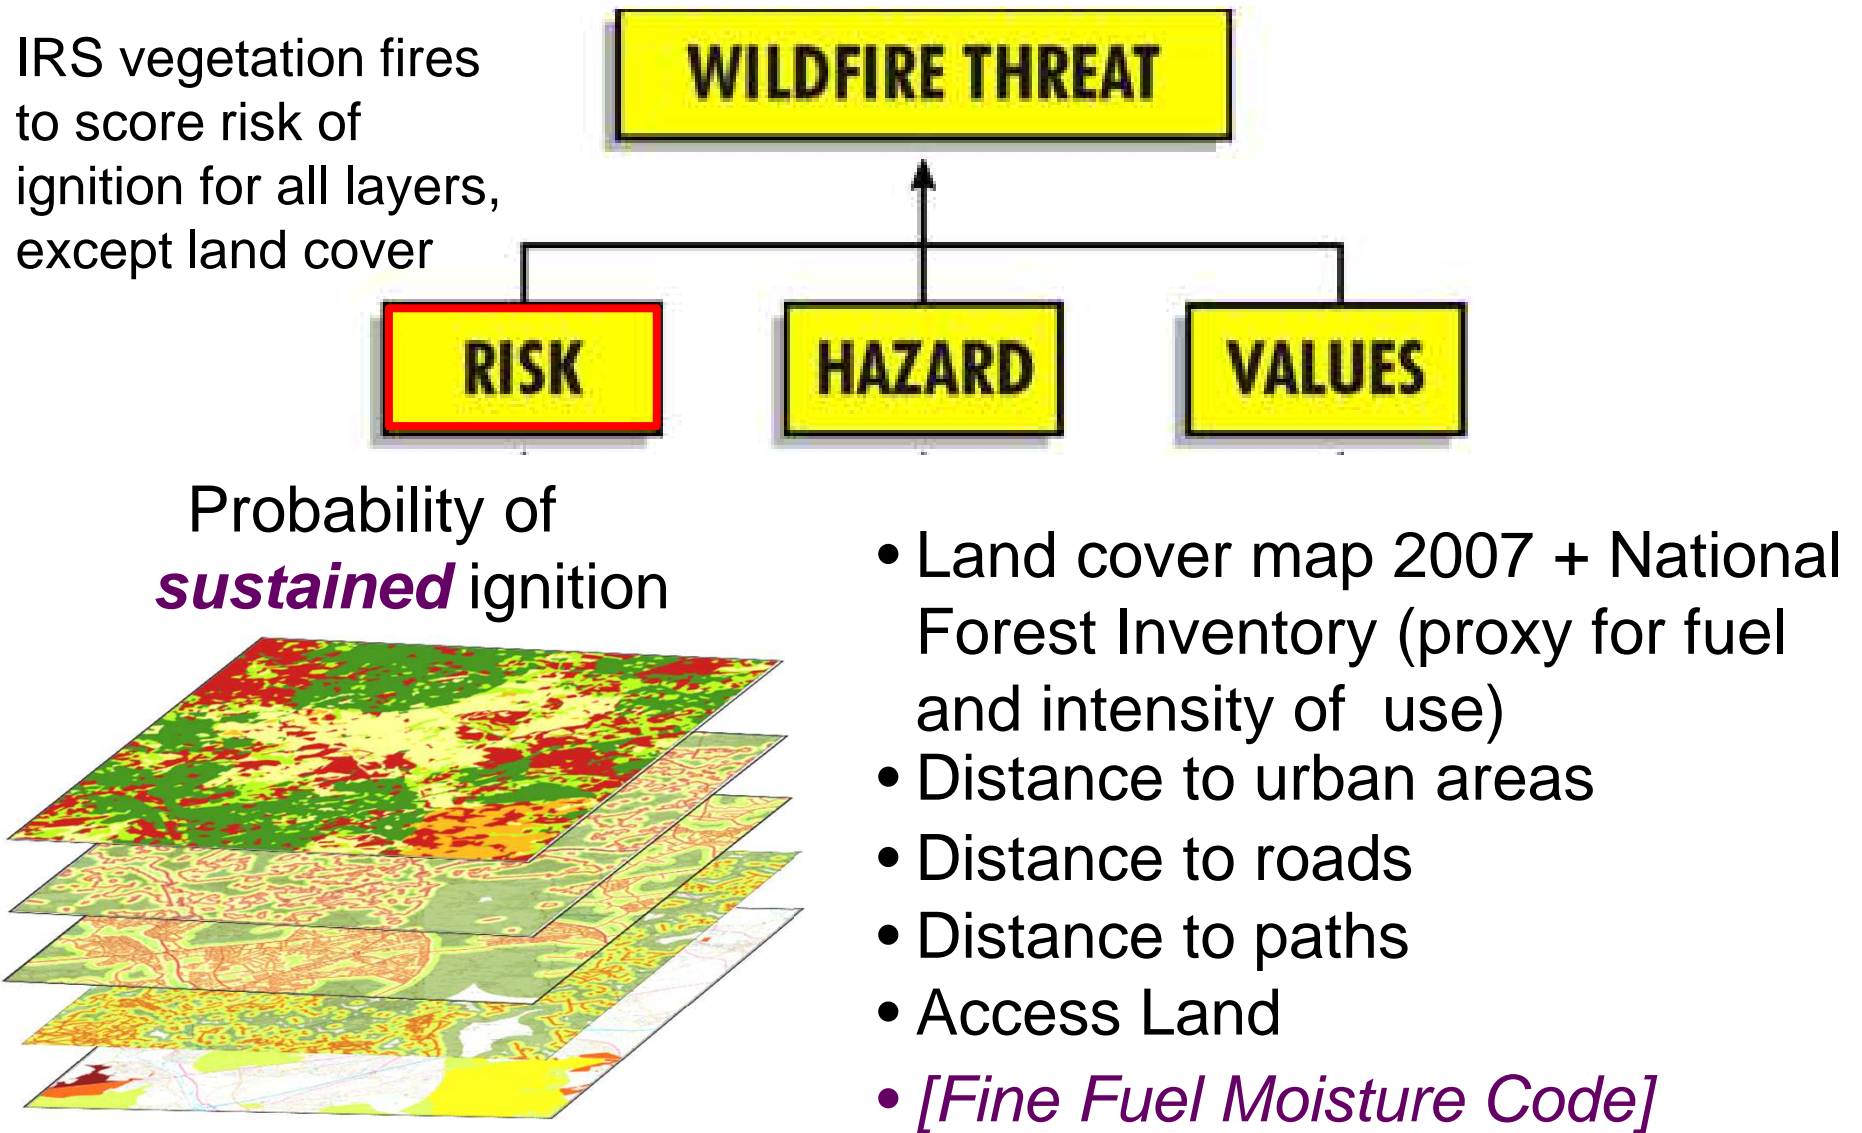 IRS vegetation fires
to score risk of
ignition for all layers,
except land cover
WILDFIRE THREAT
RISK
HAZARD
VALUES
Probability of
sustained ignition
• Land cover map 2007 + National
Forest Inventory (proxy for fuel
and intensity of use)
• Distance to urban areas
• Distance to roads
• Distance to paths
• Access Land
• [Fine Fuel Moisture Code]